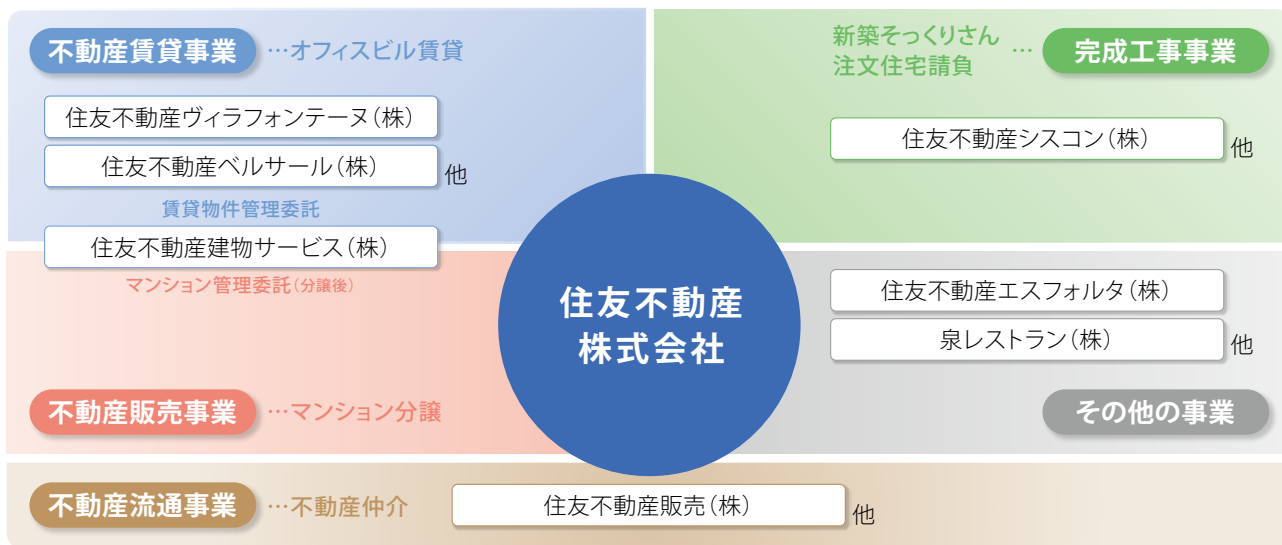 不動産賃貸事業 …オフィスビル賃貸
住友不動産ヴィラフォンテーヌ(株)
住友不動産ベルサール(株) 他
賃貸物件管理委託
住友不動産建物サービス(株)
マンション管理委託(分譲後)
不動産販売事業 …マンション分譲
新築そっくりさん
注文住宅請負 … 完成工事事業
住友不動産シスコン(株) 他
住友不動産
株式会社
住友不動産エスフォルタ(株)
泉レストラン(株) 他
その他の事業
不動産流通事業 …不動産仲介 住友不動産販売(株) 他